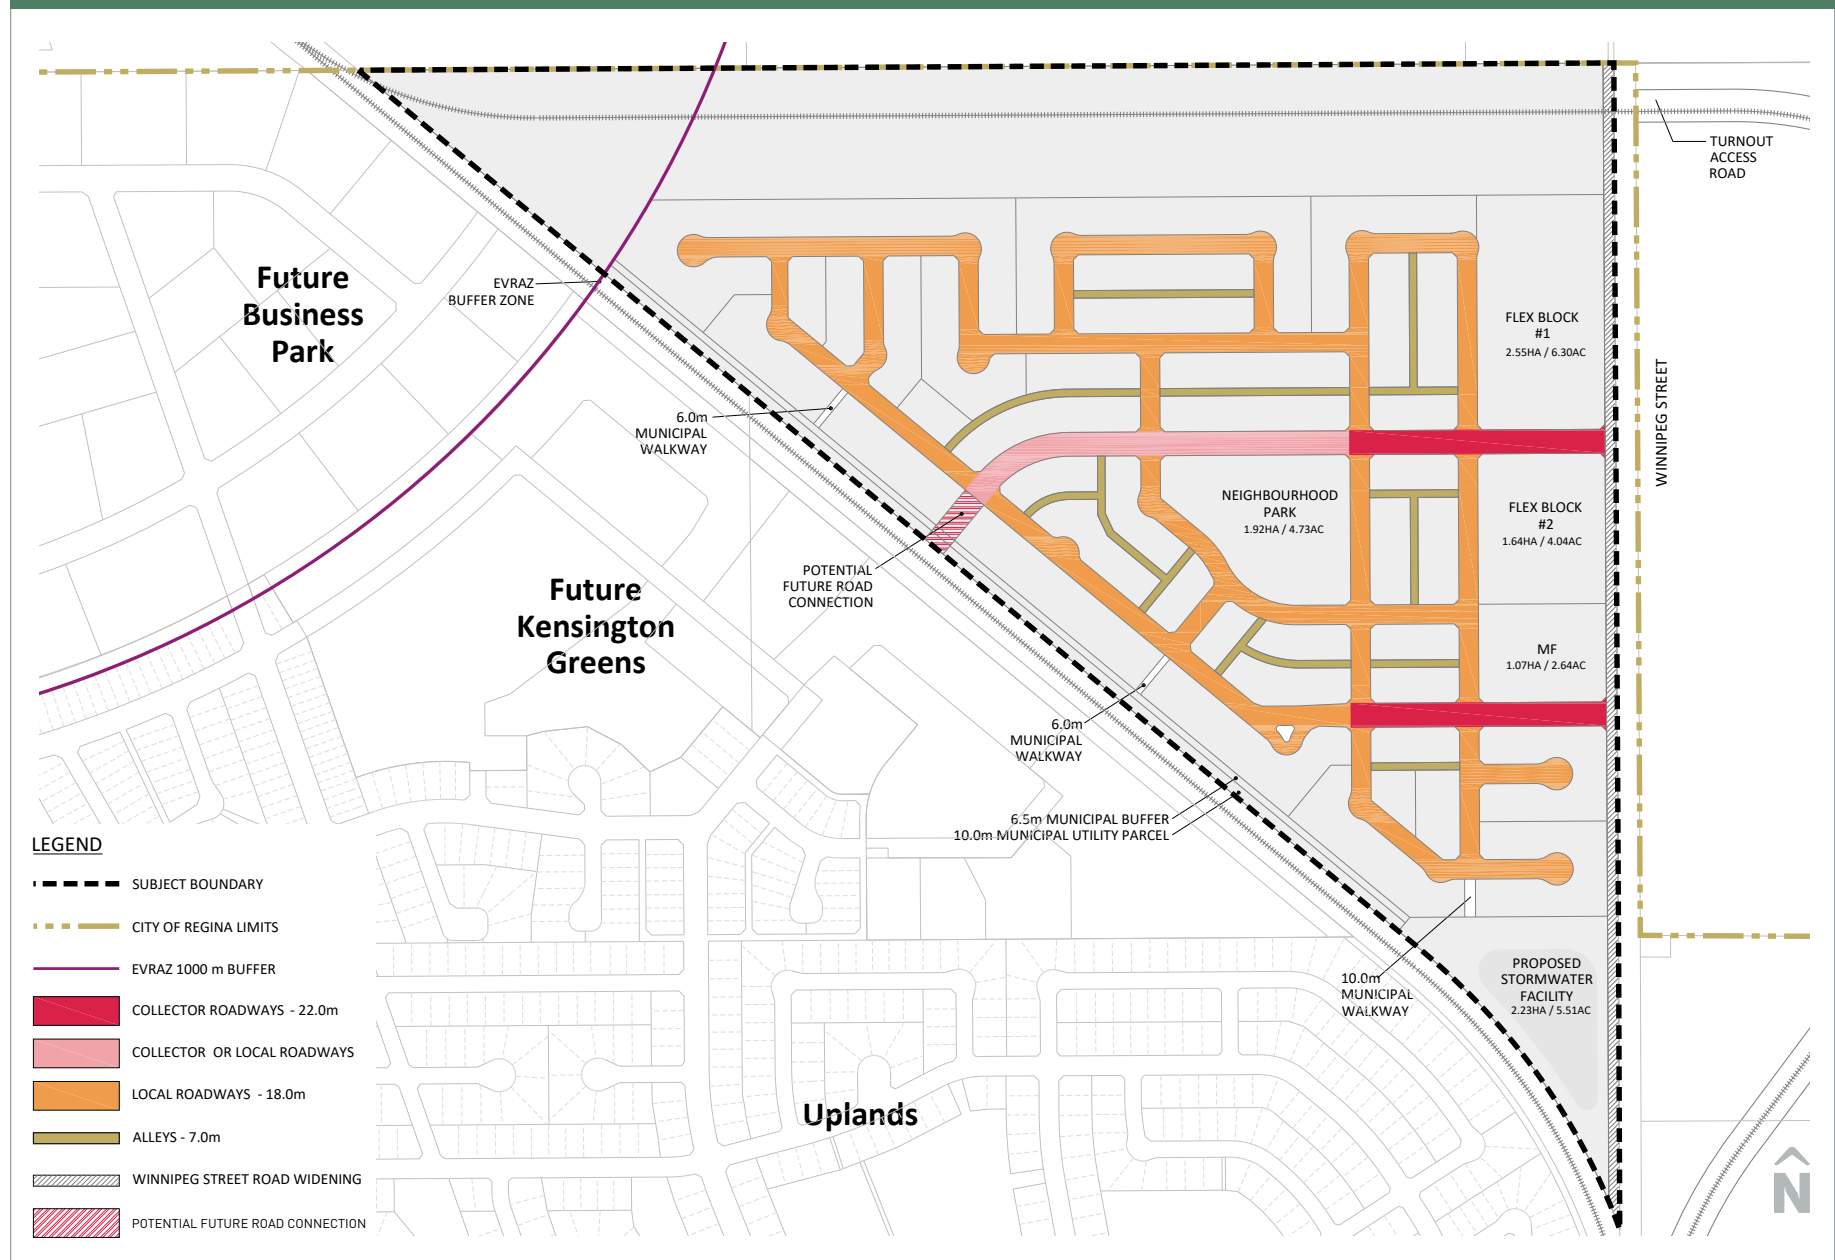 TURNOUT
ACCESS
ROAD
Future
Business
Park
EVRAZ
BUFFER ZONE
FLEX BLOCK
#1
2.55HA / 6.30AC
WINNIPEG STREET
6.0m
MUNICIPAL
WALKWAY
NEIGHBOURHOOD
PARK
1.92HA / 4.73AC
FLEX BLOCK
#2
1.64HA / 4.04AC
POTENTIAL
FUTURE ROAD
CONNECTION
Future
Kensington
Greens
MF
1.07HA / 2.64AC
6.0m
MUNICIPAL
WALKWAY
6.5m MUNICIPAL BUFFER
10.0m MUNICIPAL UTILITY PARCEL
10.0m
MUNICIPAL
WALKWAY
PROPOSED
STORMWATER
FACILITY
2.23HA / 5.51AC
Uplands
LEGEND
SUBJECT BOUNDARY
CITY OF REGINA LIMITS
EVRAZ 1000 m BUFFER
COLLECTOR ROADWAYS - 22.0m
COLLECTOR OR LOCAL ROADWAYS
LOCAL ROADWAYS - 18.0m
ALLEYS - 7.0m
WINNIPEG STREET ROAD WIDENING
POTENTIAL FUTURE ROAD CONNECTION
N